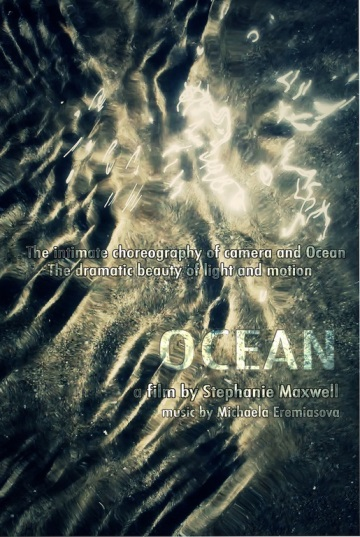 The intimate choreography of camera and Ocean
The dramatic beauty of light and motion
OCEAN
a film by Stephanie Maxwell
music by Michaela Eremiasova